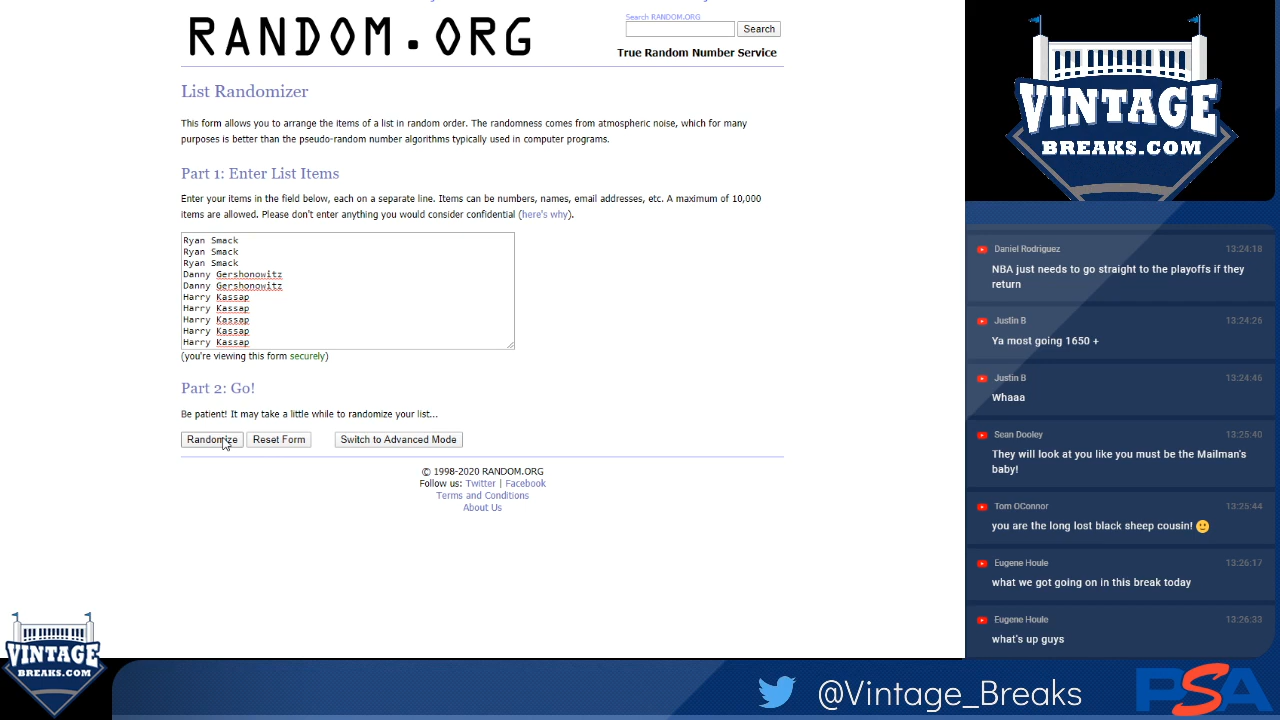 RANDOM.ORG
Search RANDOM.ORG
Search
True Random Number Service
List Randomizer
This form allows you to arrange the items of a list in random order. The randomness comes from atmospheric noise, which for many
purposes is better than the pseudo-random number algorithms typically used in computer programs.
Part 1: Enter List Items
Enter your items in the field below, each on a separate line. Items can be numbers, names, email addresses, etc. A maximum of 10,000
items are allowed. Please don't enter anything you would consider confidential (here's why).
Ryan Smack
Ryan Smack
Ryan Smack
Danny Gershonowitz
Danny Gershonowitz
Harry Kassap
Harry Kassap
Harry Kassap
Harry Kassap
Harry Kassap
(you're viewing this form securely)
Part 2: Go!
Be patient! It may take a little while to randomize your list...
Randomize
Reset Form
Switch to Advanced Mode
© 1998-2020 RANDOM.ORG
Follow us: Twitter | Facebook
Terms and Conditions
About Us
VINTAGE
BREAKS.COM
Daniel Rodriguez 13:24:18
NBA just needs to go straight to the playoffs if they
return
Justin B 13:24:26
Ya most going 1650 +
Justin B 13:24:46
Whaaa
Sean Dooley 13:25:40
They will look at you like you must be the Mailman's
baby!
Tom OConnor 13:25:44
you are the long lost black sheep cousin! 🙂
Eugene Houle 13:26:17
what we got going on in this break today
Eugene Houle 13:26:33
what's up guys
VINTAGE
BREAKS.COM
@Vintage_Breaks
PSA